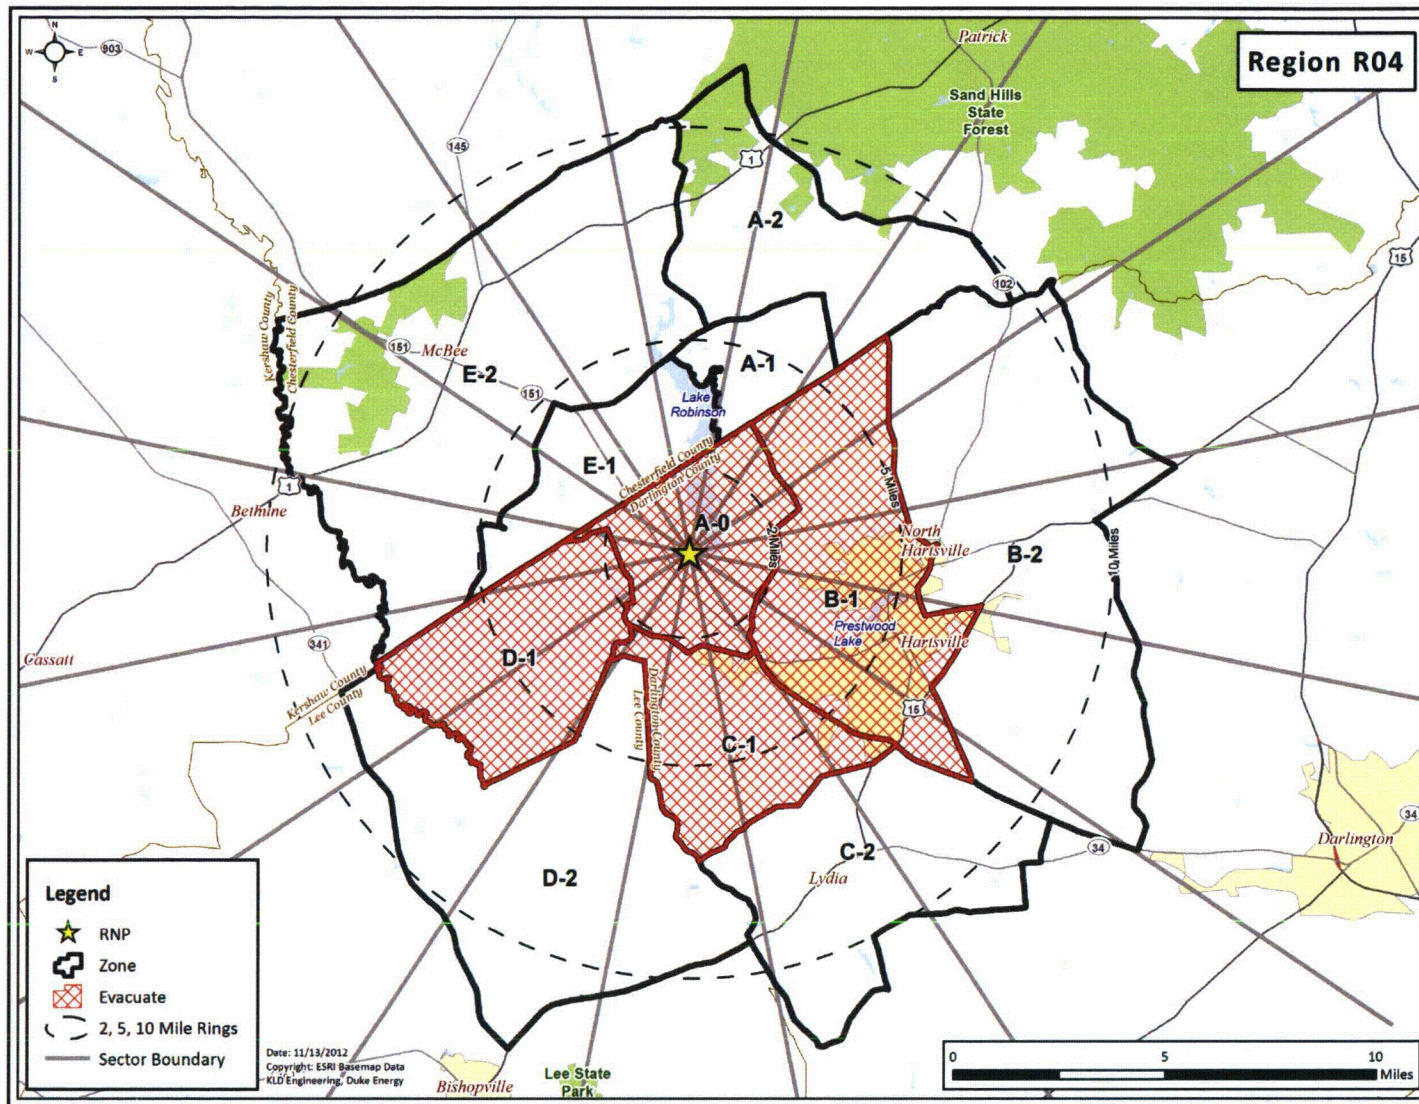 N
W E
S
903
Patrick
Region R04
Sand Hills
State
Forest
145
1
A-2
15
102
Kershaw County
Chesterfield County
151
McBee
E-2
151
A-1
Lake
Robinson
Chesterfield County
Darlington County
E-1
5 Miles
1
Bethune
A-0
2 Miles
North
Hartsville
B-2
10 Miles
B-1
Prestwood
Lake
Hartsville
341
Cassatt
D-1
Kershaw County
Lee County
Darlington County
Lee County
15
C-1
34
Darlington
34
C-2
Lydia
D-2
Legend
RNP
Zone
Evacuate
2, 5, 10 Mile Rings
Sector Boundary
Date: 11/13/2012
Copyright: ESRI Basemap Data
KLD Engineering, Duke Energy
Bishopville
Lee State
Park
0 5 10
Miles